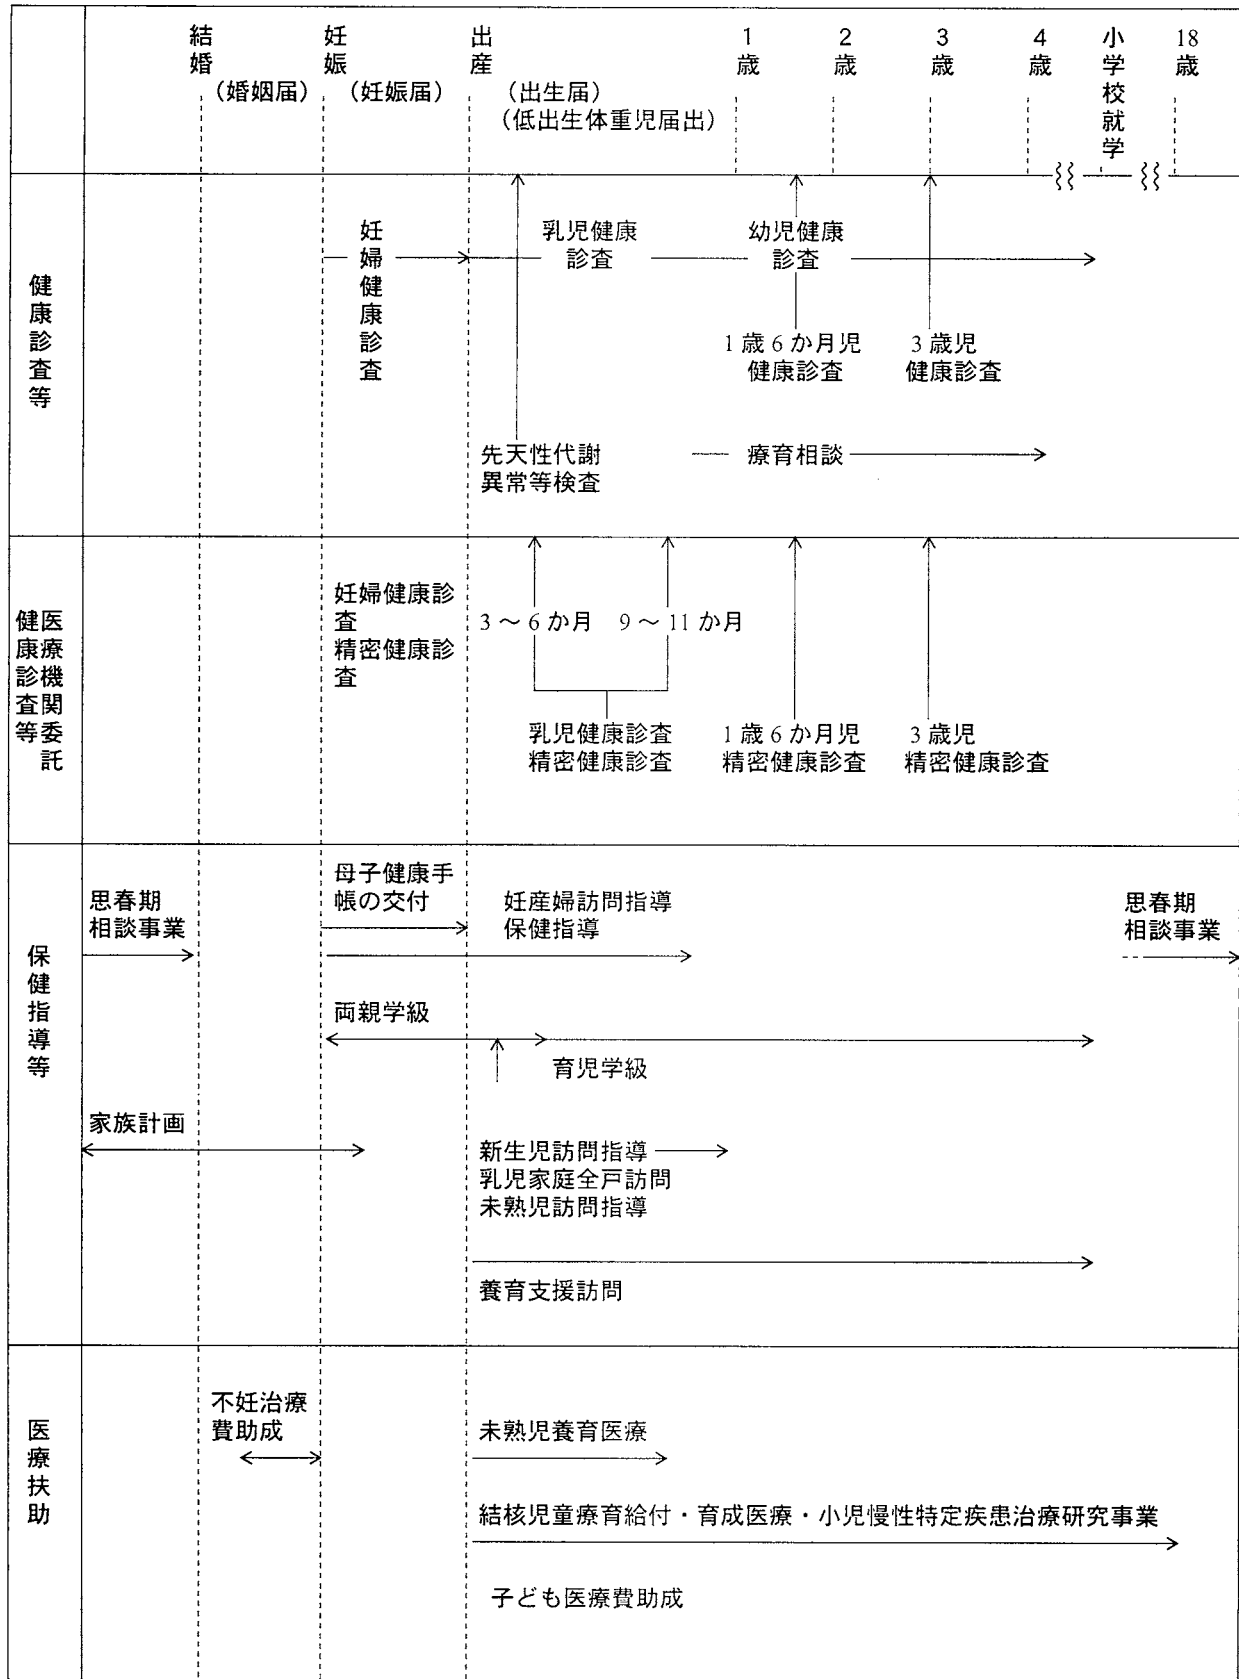 結婚
(婚姻届)
妊娠
(妊娠届)
出産
(出生届)
(低出生体重児届出)
1歳
2歳
3歳
4歳
小学校就学
18歳
健康診査等
妊婦健康診査
乳児健康
診査
幼児健康
診査
1歳6か月児
健康診査
3歳児
健康診査
先天性代謝
異常等検査
療育相談
医療機関委託
健康診査等
妊婦健康診
査
精密健康診
査
3～6か月
9～11か月
乳児健康診査
精密健康診査
1歳6か月児
精密健康診査
3歳児
精密健康診査
保健指導等
思春期
相談事業
母子健康手
帳の交付
妊産婦訪問指導
保健指導
思春期
相談事業
両親学級
育児学級
家族計画
新生児訪問指導
乳児家庭全戸訪問
未熟児訪問指導
養育支援訪問
医療扶助
不妊治療
費助成
未熟児養育医療
結核児童療育給付・育成医療・小児慢性特定疾患治療研究事業
子ども医療費助成